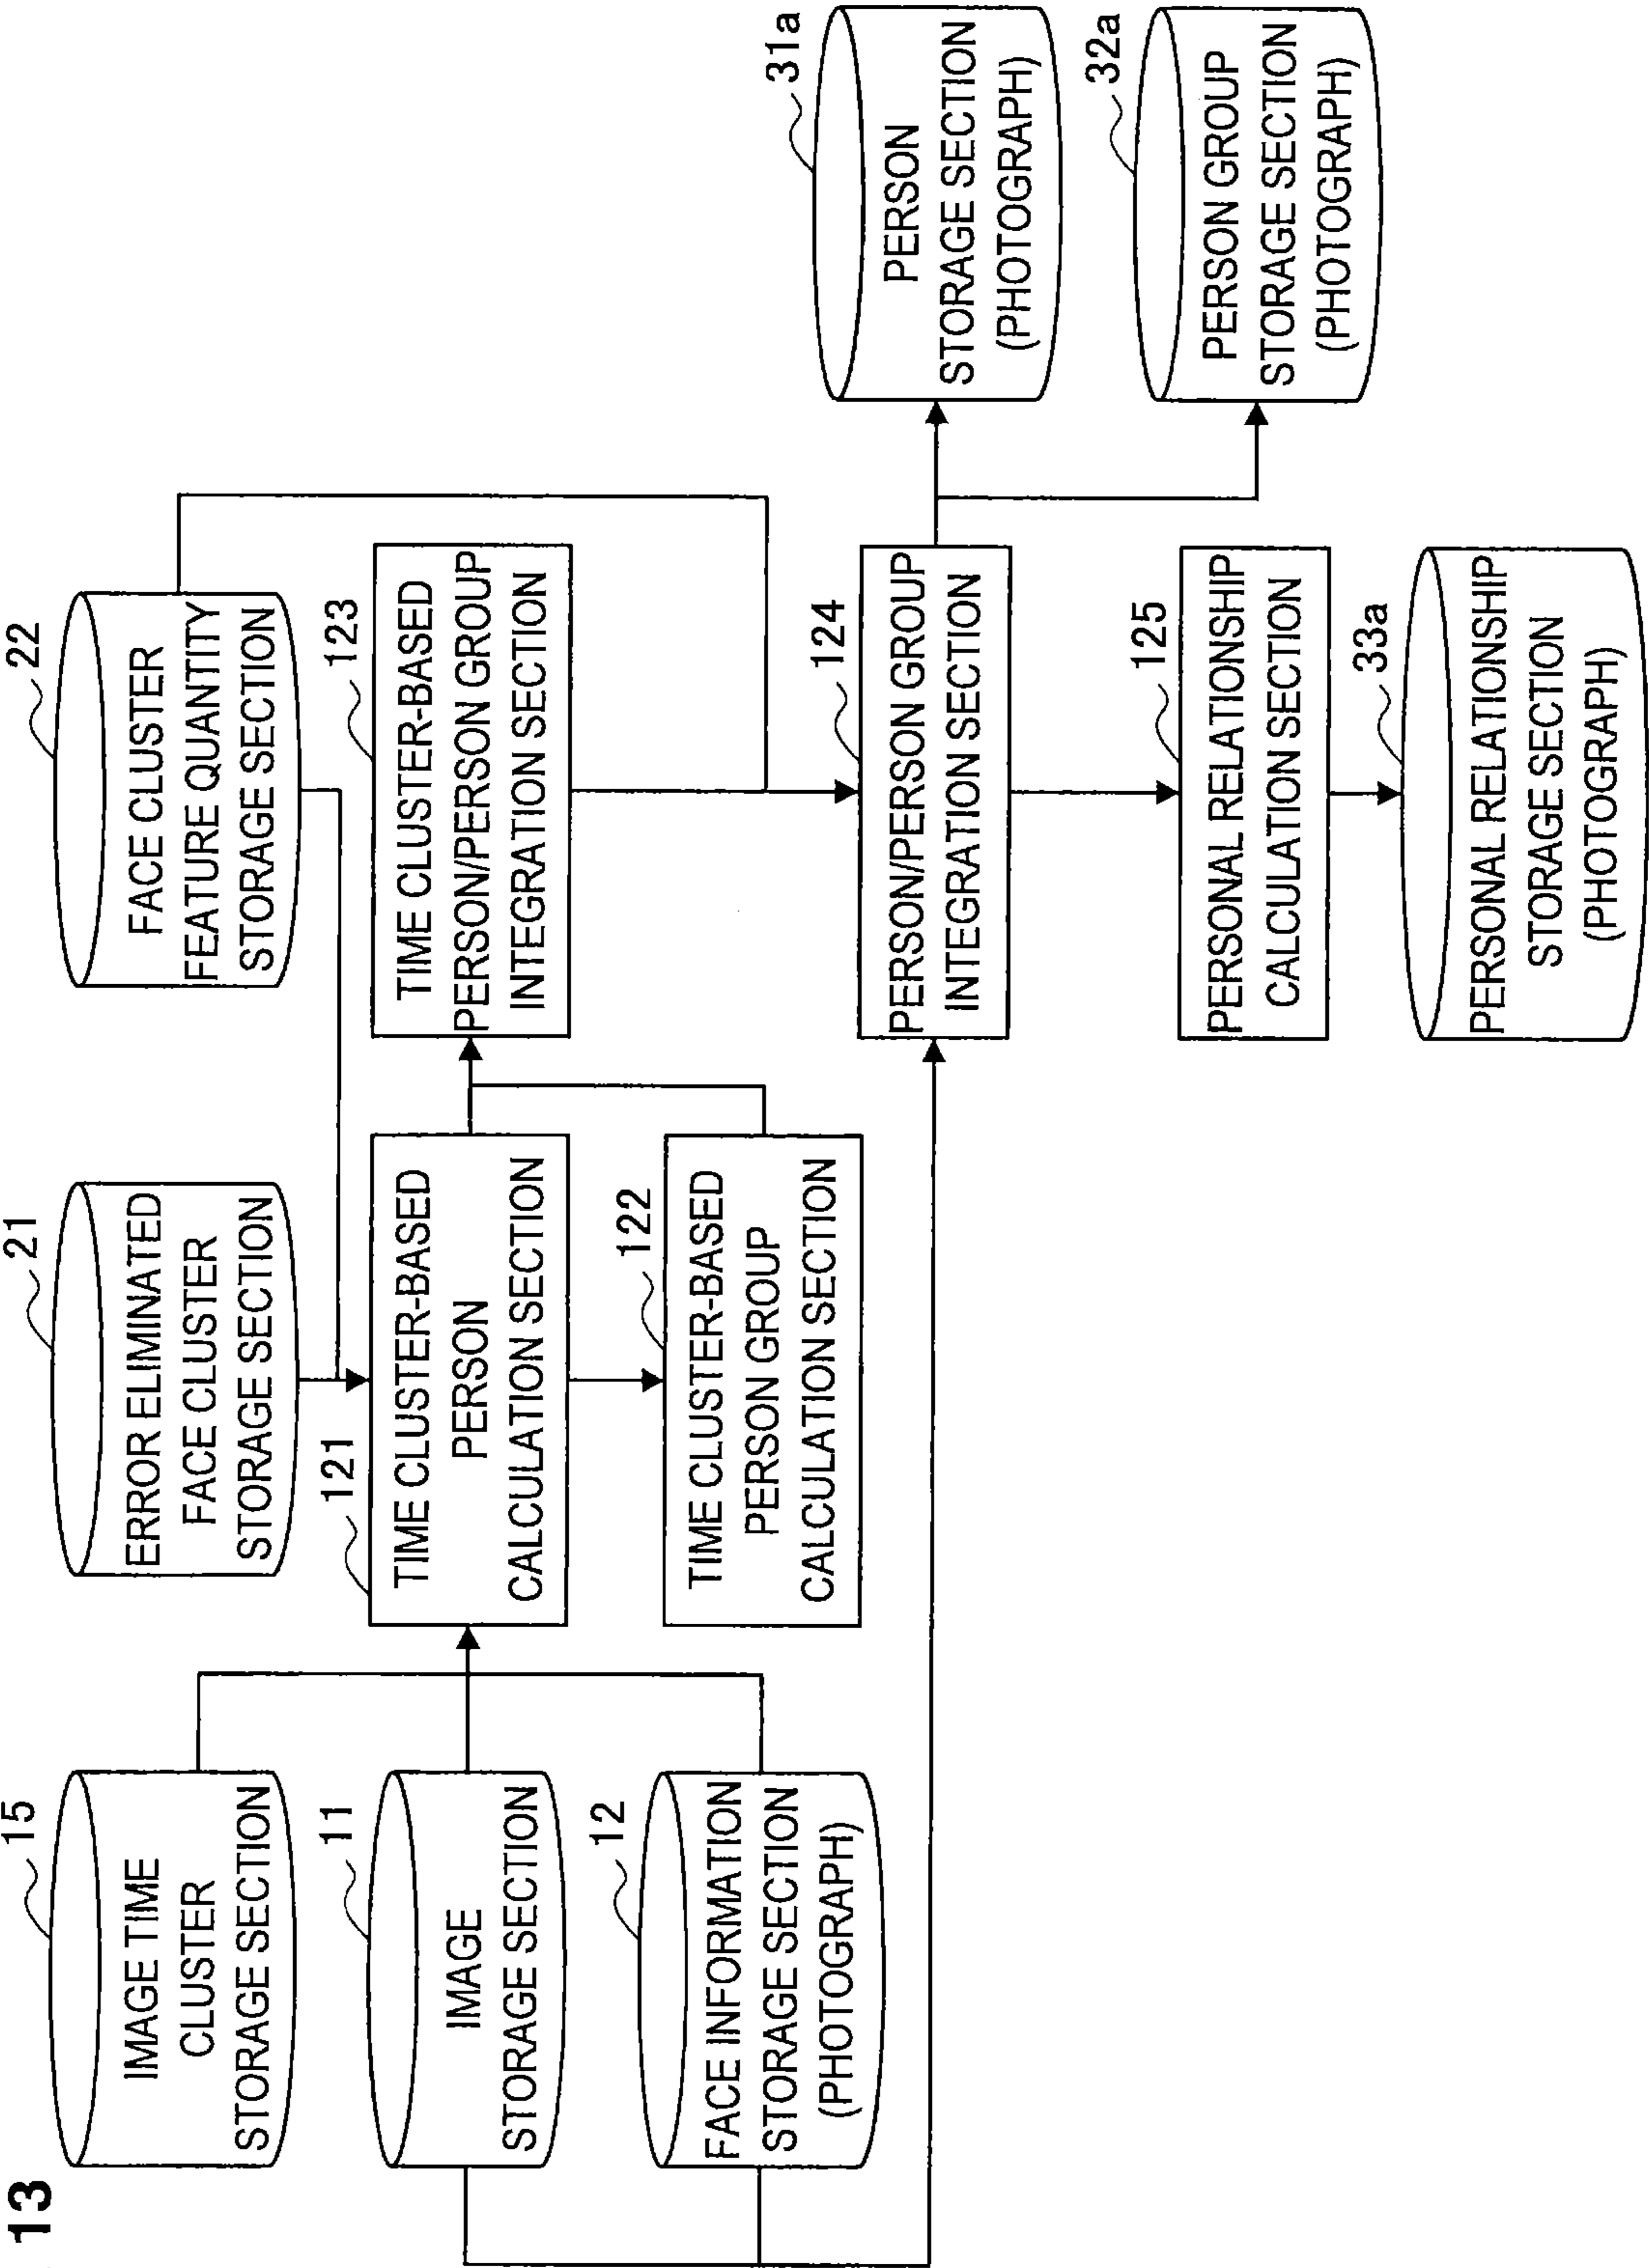 13
15
IMAGE TIME
CLUSTER
STORAGE SECTION
11
IMAGE
STORAGE SECTION
12
FACE INFORMATION
STORAGE SECTION
(PHOTOGRAPH)
21
ERROR ELIMINATED
FACE CLUSTER
STORAGE SECTION
121
TIME CLUSTER-BASED
PERSON
CALCULATION SECTION
122
TIME CLUSTER-BASED
PERSON GROUP
CALCULATION SECTION
22
FACE CLUSTER
FEATURE QUANTITY
STORAGE SECTION
123
TIME CLUSTER-BASED
PERSON/PERSON GROUP
INTEGRATION SECTION
124
PERSON/PERSON GROUP
INTEGRATION SECTION
125
PERSONAL RELATIONSHIP
CALCULATION SECTION
33a
PERSONAL RELATIONSHIP
STORAGE SECTION
(PHOTOGRAPH)
31a
PERSON
STORAGE SECTION
(PHOTOGRAPH)
32a
PERSON GROUP
STORAGE SECTION
(PHOTOGRAPH)